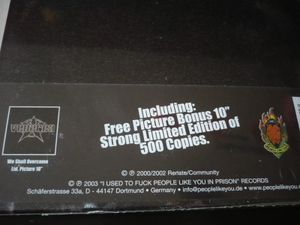 Including:
Free Picture Bonus 10"
Strong Limited Edition of
500 Copies.
We Shall Overcome
Ltd. Picture 10"
© ℗ 2000/2002 Rerlate/Community
© ℗ 2003 "I USED TO FUCK PEOPLE LIKE YOU IN PRISON" RECORDS
Schäferstrasse 33a, D - 44147 Dortmund • Germany • info@peoplelikeyou.de • www.peoplelikeyou.